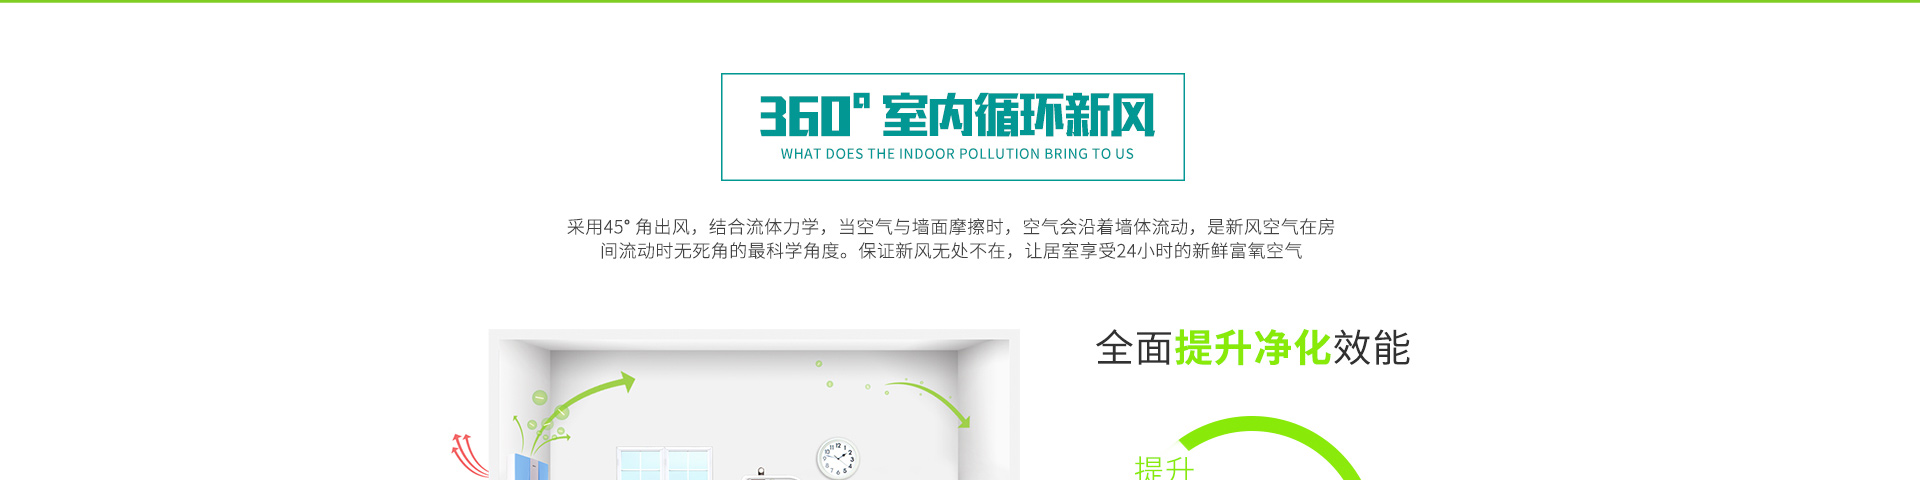 360° 室内循环新风
WHAT DOES THE INDOOR POLLUTION BRING TO US
采用45° 角出风，结合流体力学，当空气与墙面摩擦时，空气会沿着墙体流动，是新风空气在房
间流动时无死角的最科学角度。保证新风无处不在，让居室享受24小时的新鲜富氧空气
全面提升净化效能
提升